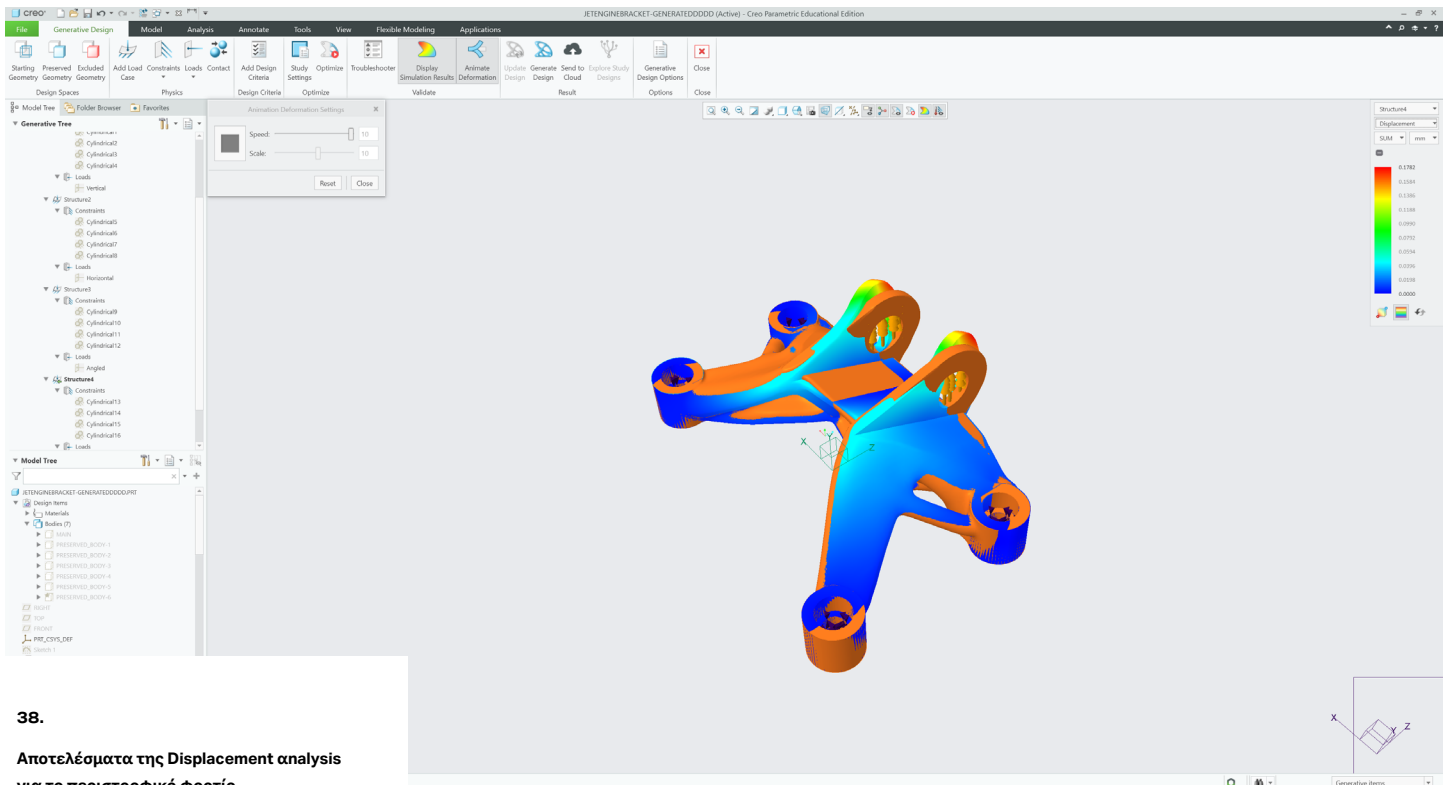 creo
JETENGINEBRACKET-GENERATEDDDDD (Active) - Creo Parametric Educational Edition
File Generative Design Model Analysis Annotate Tools View Flexible Modeling Applications
Starting Geometry Preserved Geometry Excluded Geometry Add Load Case Constraints Loads Contact Add Design Criteria Study Settings Optimize Troubleshooter Display Simulation Results Animate Deformation Update Design Generate Design Send to Cloud Explore Study Designs Generative Design Options Close
Design Spaces Physics Design Criteria Optimize Validate Result Options Close
Model Tree Folder Browser Favorites
Generative Tree
Cylindrical1
Cylindrical2
Cylindrical3
Cylindrical4
Loads
Vertical
Structure2
Constraints
Cylindrical5
Cylindrical6
Cylindrical7
Cylindrical8
Loads
Horizontal
Structure3
Constraints
Cylindrical9
Cylindrical10
Cylindrical11
Cylindrical12
Loads
Angled
Structure4
Constraints
Cylindrical13
Cylindrical14
Cylindrical15
Cylindrical16
Loads
Model Tree
JETENGINEBRACKET-GENERATEDDDDD.PRT
Design Items
Materials
Bodies (7)
MAIN
PRESERVED_BODY-1
PRESERVED_BODY-2
PRESERVED_BODY-3
PRESERVED_BODY-4
PRESERVED_BODY-5
PRESERVED_BODY-6
RIGHT
TOP
FRONT
PRT_CSYS_DEF
Sketch 1
Animation Deformation Settings
Speed: 10
Scale: 10
Reset Close
Structure4
Displacement
SUM mm
0.1782
0.1584
0.1386
0.1188
0.0990
0.0792
0.0594
0.0396
0.0198
0.0000
X Y Z
X Y Z
38.
Αποτελέσματα της Displacement analysis
για το περιστροφικό φορτίο
Generative items